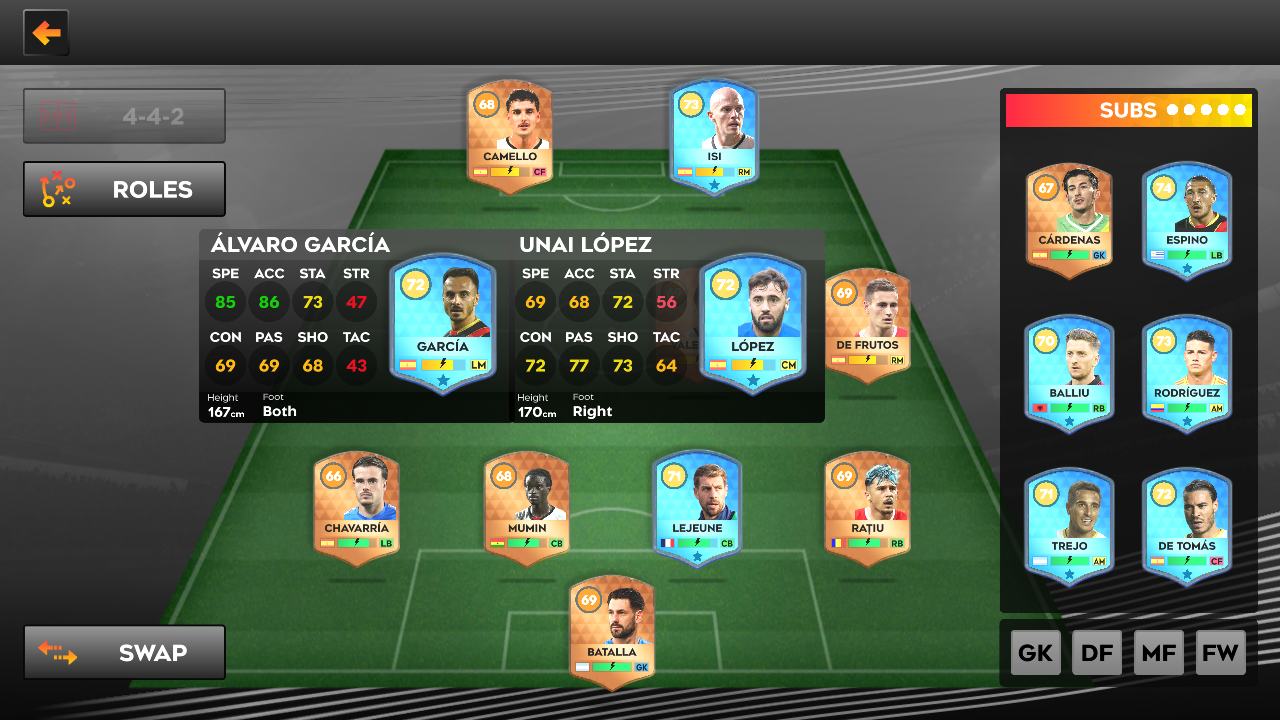 4-4-2
ROLES
68
CAMELLO
CF
73
ISI
RM
SUBS
67
CÁRDENAS
GK
74
ESPINO
LB
ÁLVARO GARCÍA
SPE ACC STA STR
85 86 73 47
CON PAS SHO TAC
69 69 68 43
Height
167cm
Foot
Both
72
GARCÍA
LM
UNAI LÓPEZ
SPE ACC STA STR
69 68 72 56
CON PAS SHO TAC
72 77 73 64
Height
170cm
Foot
Right
72
LÓPEZ
CM
69
DE FRUTOS
RM
70
BALLIU
RB
73
RODRÍGUEZ
AM
66
CHAVARRÍA
LB
68
MUMIN
CB
71
LEJEUNE
CB
69
RAȚIU
RB
71
TREJO
AM
72
DE TOMÁS
CF
69
BATALLA
GK
SWAP
GK DF MF FW